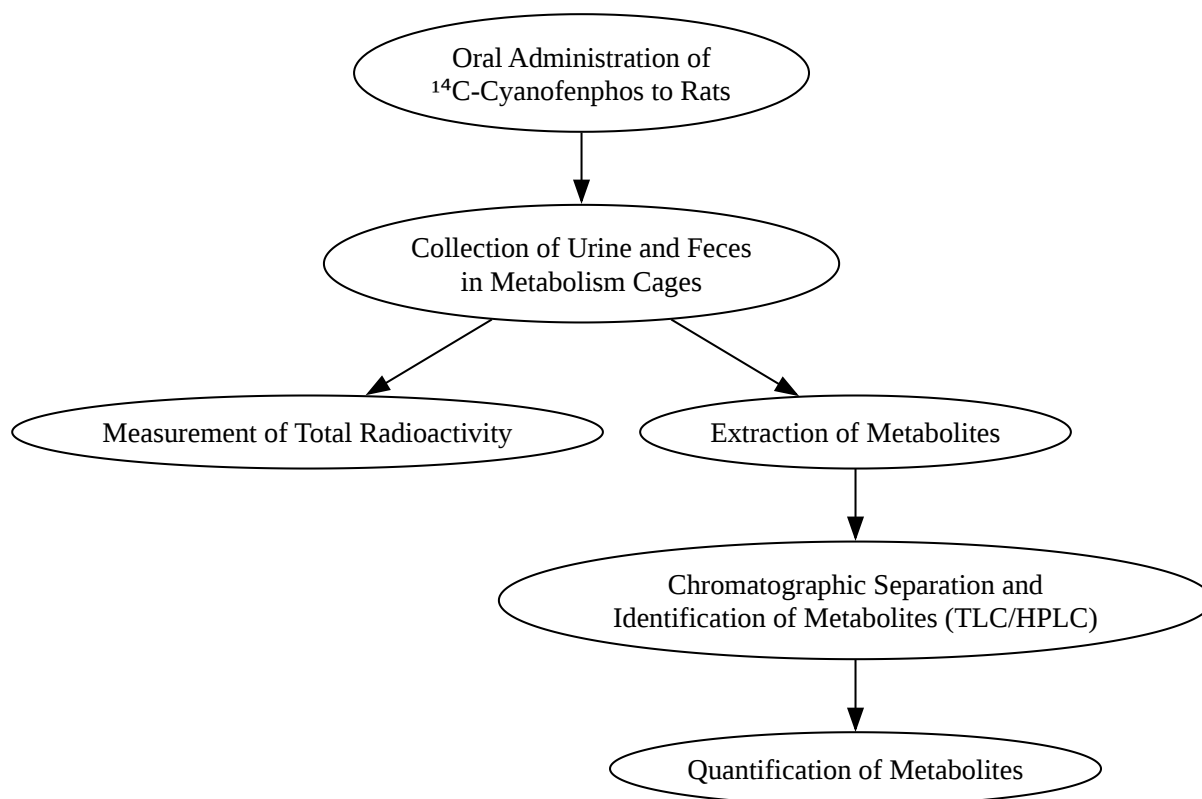 Oral Administration of
¹⁴C-Cyanofenphos to Rats
Collection of Urine and Feces
in Metabolism Cages
Measurement of Total Radioactivity
Extraction of Metabolites
Chromatographic Separation and
Identification of Metabolites (TLC/HPLC)
Quantification of Metabolites